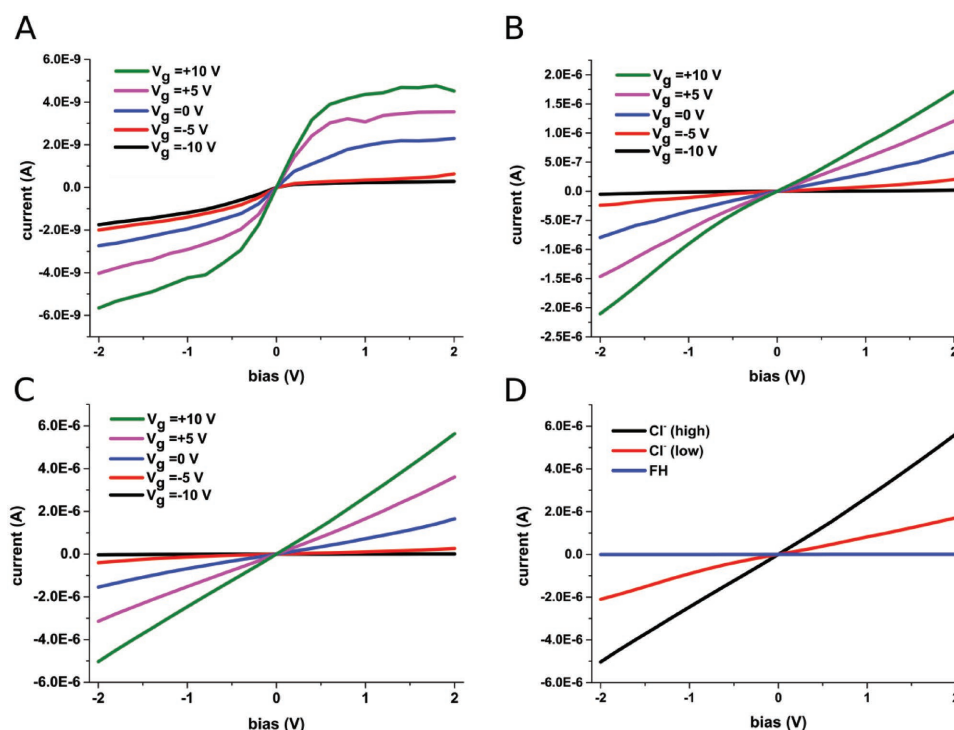 A
6.0E-9
4.0E-9
2.0E-9
0.0
-2.0E-9
-4.0E-9
-6.0E-9
current (A)
Vg =+10 V
Vg =+5 V
Vg =0 V
Vg =-5 V
Vg =-10 V
-2
-1
0
1
2
bias (V)
B
2.0E-6
1.5E-6
1.0E-6
5.0E-7
0.0
-5.0E-7
-1.0E-6
-1.5E-6
-2.0E-6
-2.5E-6
current (A)
Vg =+10 V
Vg =+5 V
Vg =0 V
Vg =-5 V
Vg =-10 V
-2
-1
0
1
2
bias (V)
C
6.0E-6
4.0E-6
2.0E-6
0.0
-2.0E-6
-4.0E-6
-6.0E-6
current (A)
Vg =+10 V
Vg =+5 V
Vg =0 V
Vg =-5 V
Vg =-10 V
-2
-1
0
1
2
bias (V)
D
6.0E-6
4.0E-6
2.0E-6
0.0
-2.0E-6
-4.0E-6
-6.0E-6
current (A)
Cl⁻ (high)
Cl⁻ (low)
FH
-2
-1
0
1
2
bias (V)